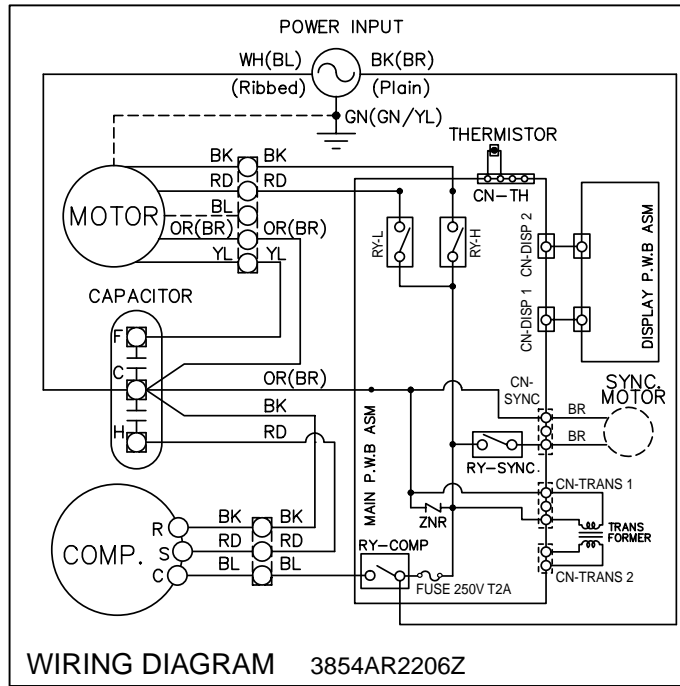 POWER INPUT
WH(BL) BK(BR)
(Ribbed) (Plain)
GN(GN/YL)
THERMISTOR
BK BK
RD RD
CN-TH
MOTOR
BL
OR(BR) OR(BR)
YL YL
RY-L
RY-H
CN-DISP 2
CN-DISP 1
DISPLAY P.W.B ASM
CAPACITOR
F
C
H
OR(BR)
BK
RD
MAIN P.W.B ASM
CN-
SYNC
SYNC.
MOTOR
BR
BR
RY-SYNC.
CN-TRANS 1
ZNR
TRANS
FORMER
CN-TRANS 2
COMP.
R BK BK
S RD RD
C BL BL
RY-COMP
FUSE 250V T2A
WIRING DIAGRAM 3854AR2206Z